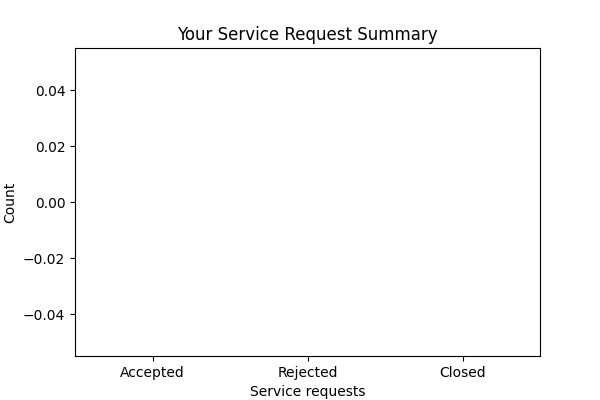 Your Service Request Summary
0.04
0.02
0.00
−0.02
−0.04
Count
Accepted Rejected Closed
Service requests